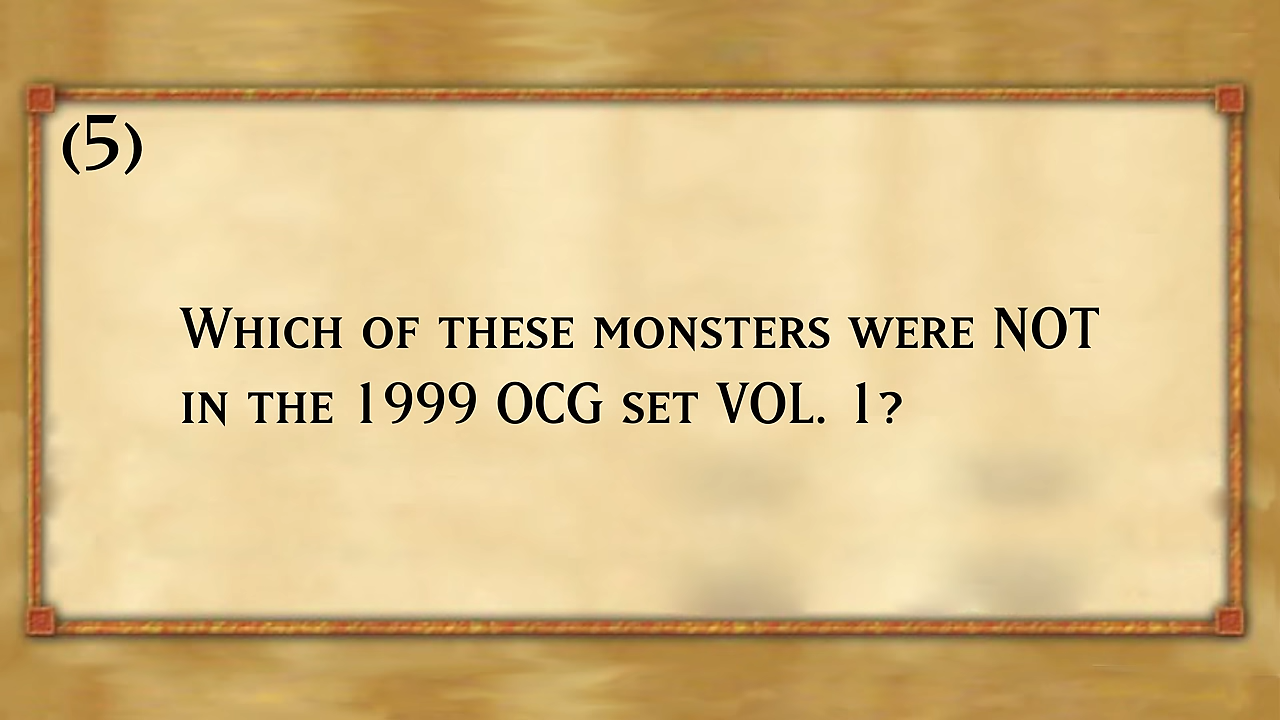 (5)
Which of these monsters were NOT
in the 1999 OCG set VOL. 1?